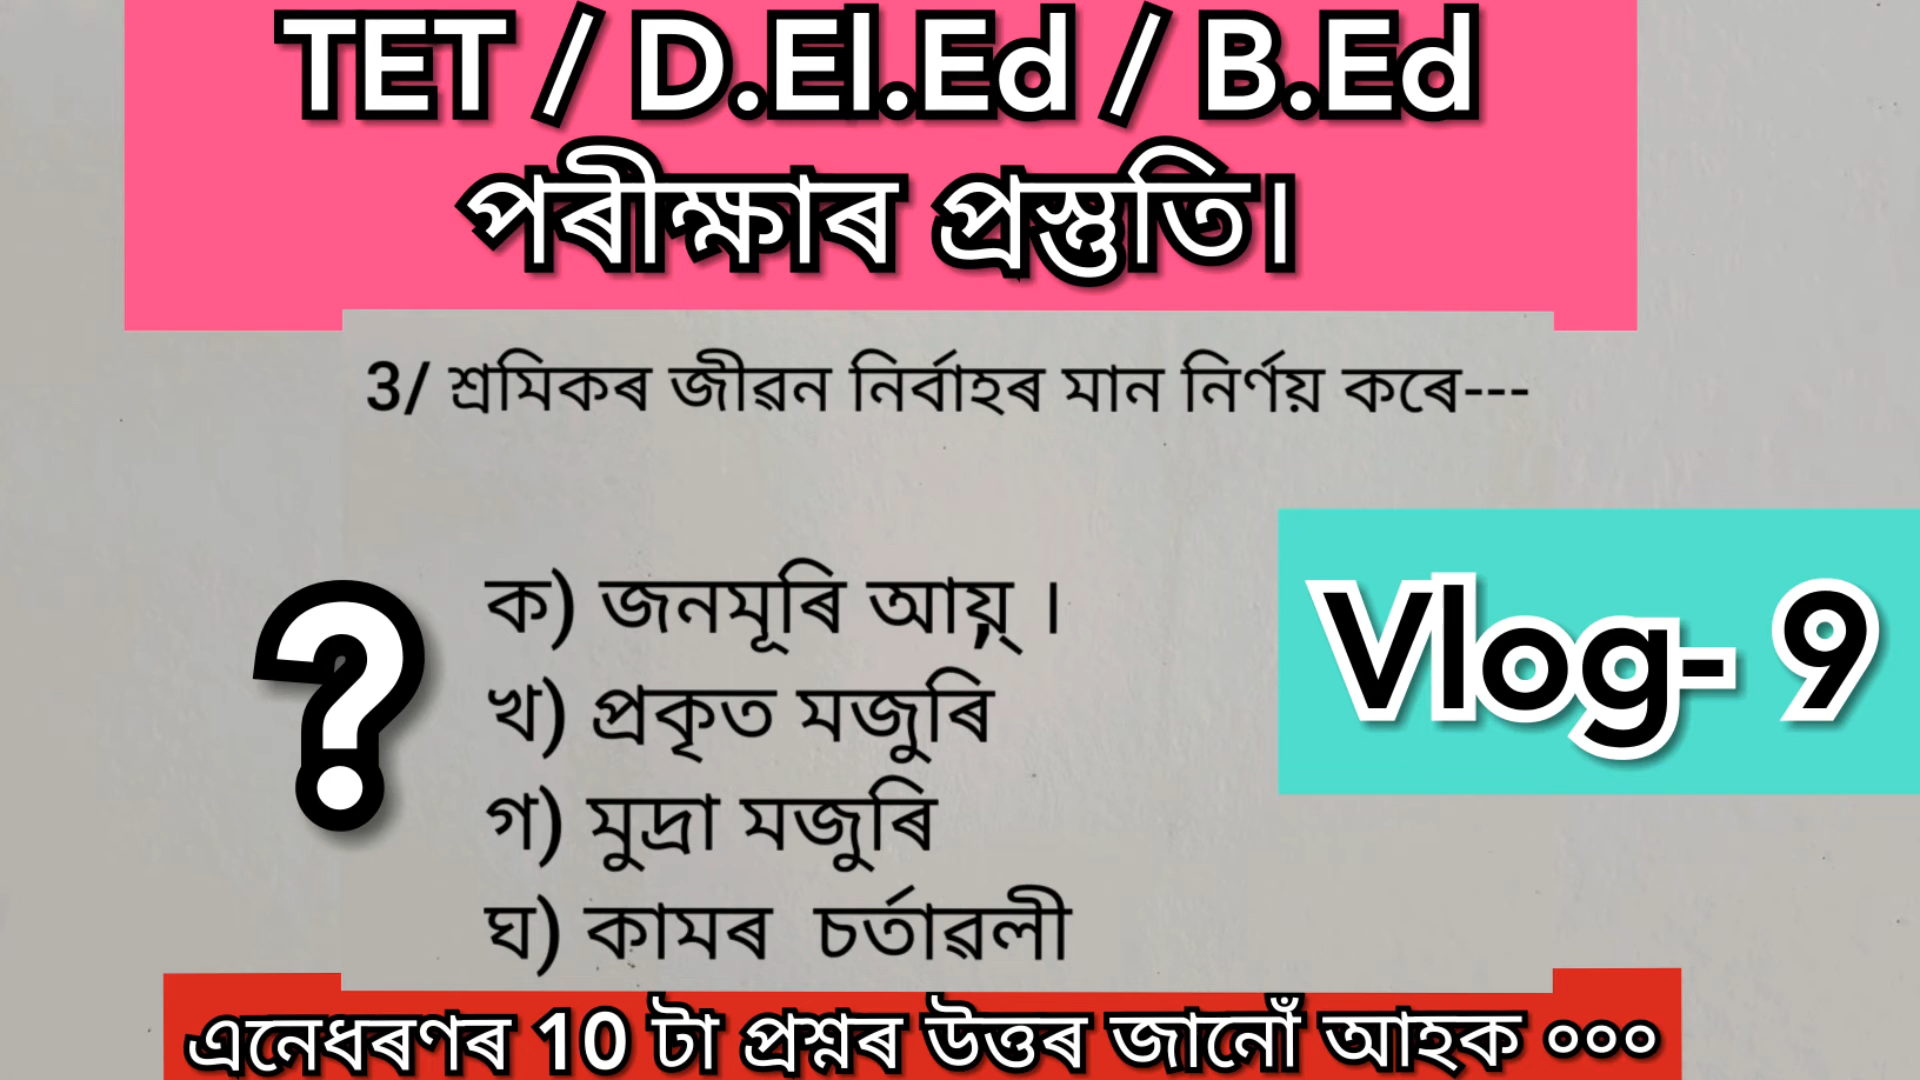 TET / D.El.Ed / B.Ed
পৰীক্ষাৰ প্ৰস্তুতি।
3/ শ্ৰমিকৰ জীৱন নিৰ্বাহৰ মান নিৰ্ণয় কৰে---
?
ক) জনমূৰি আয়্ ।
খ) প্ৰকৃত মজুৰি
গ) মুদ্ৰা মজুৰি
ঘ) কামৰ চৰ্তাৱলী
Vlog- 9
এনেধৰণৰ 10 টা প্ৰশ্নৰ উত্তৰ জানোঁ আহক ०००